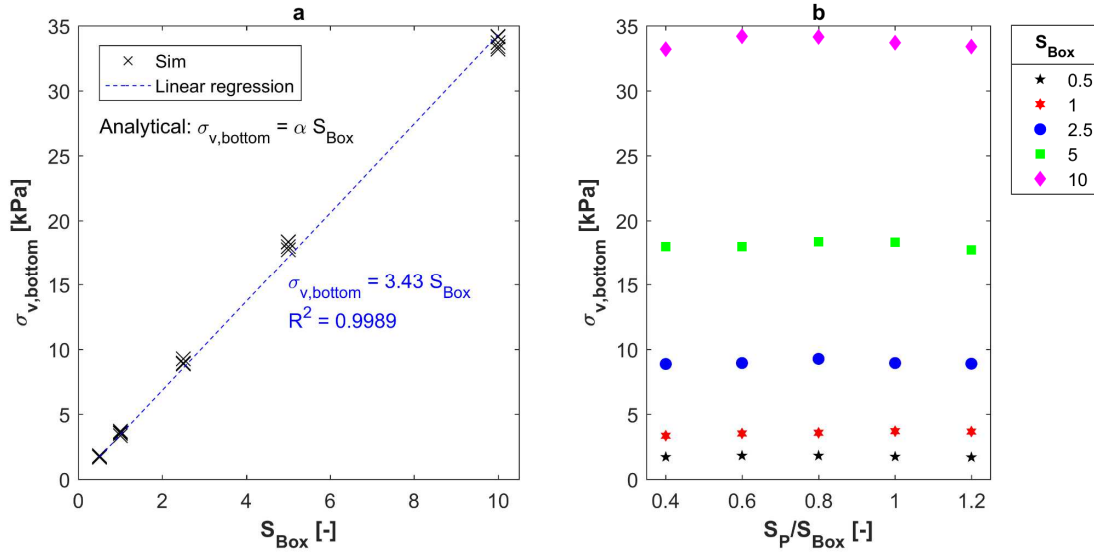 a
35
30
25
20
15
10
5
0
0
2
4
6
8
10
σv,bottom [kPa]
SBox [-]
Sim
Linear regression
Analytical: σv,bottom = α SBox
σv,bottom = 3.43 SBox
R2 = 0.9989
b
35
30
25
20
15
10
5
0
0.4
0.6
0.8
1
1.2
σv,bottom [kPa]
SP/SBox [-]
SBox
0.5
1
2.5
5
10